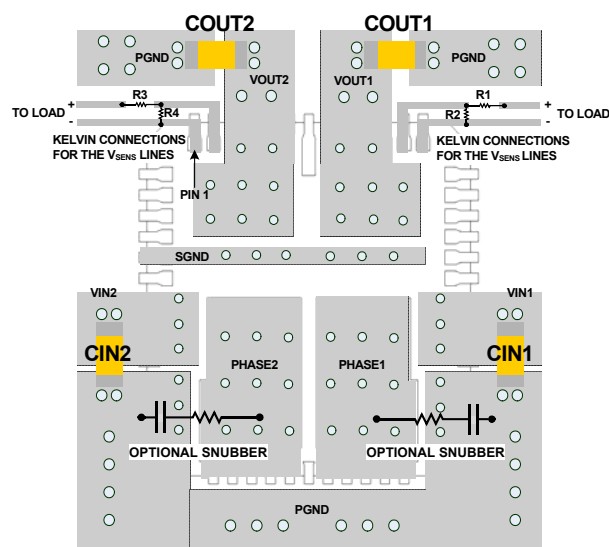 COUT2
COUT1
PGND
VOUT2
VOUT1
PGND
R3
R1
TO LOAD
+
-
R4
R2
+
-
TO LOAD
KELVIN CONNECTIONS
FOR THE VSENS LINES
KELVIN CONNECTIONS
FOR THE VSENS LINES
PIN 1
SGND
VIN2
VIN1
CIN2
PHASE2
PHASE1
CIN1
OPTIONAL SNUBBER
OPTIONAL SNUBBER
PGND